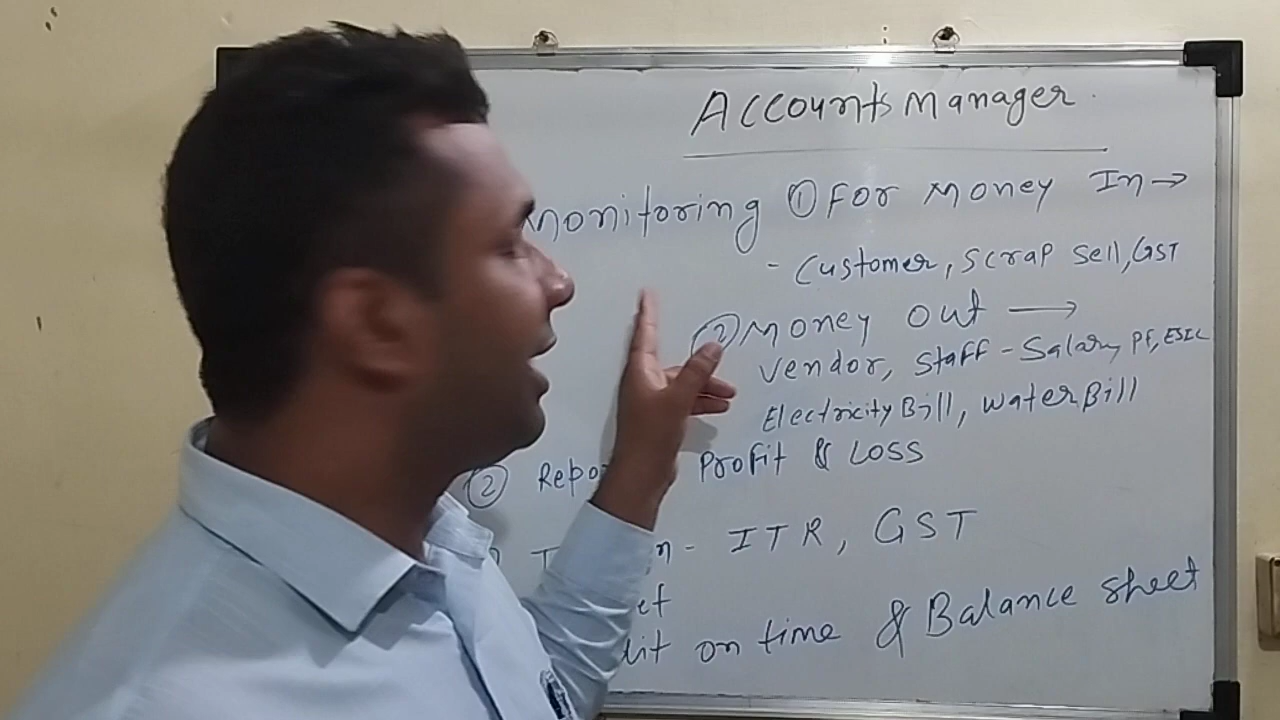 Accounts Manager
Monitoring ① For Money In →
- Customer, Scrap Sell, GST
② Money out →
Vendor, Staff - Salary, PF, ESIC
Electricity Bill, Water Bill
② Profit & Loss
- ITR, GST
on time & Balance sheet